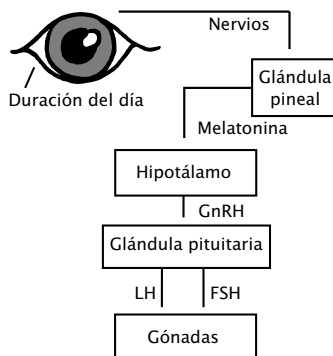 Nervios
Glándula
pineal
Duración del día
Melatonina
Hipotálamo
GnRH
Glándula pituitaria
LH
FSH
Gónadas